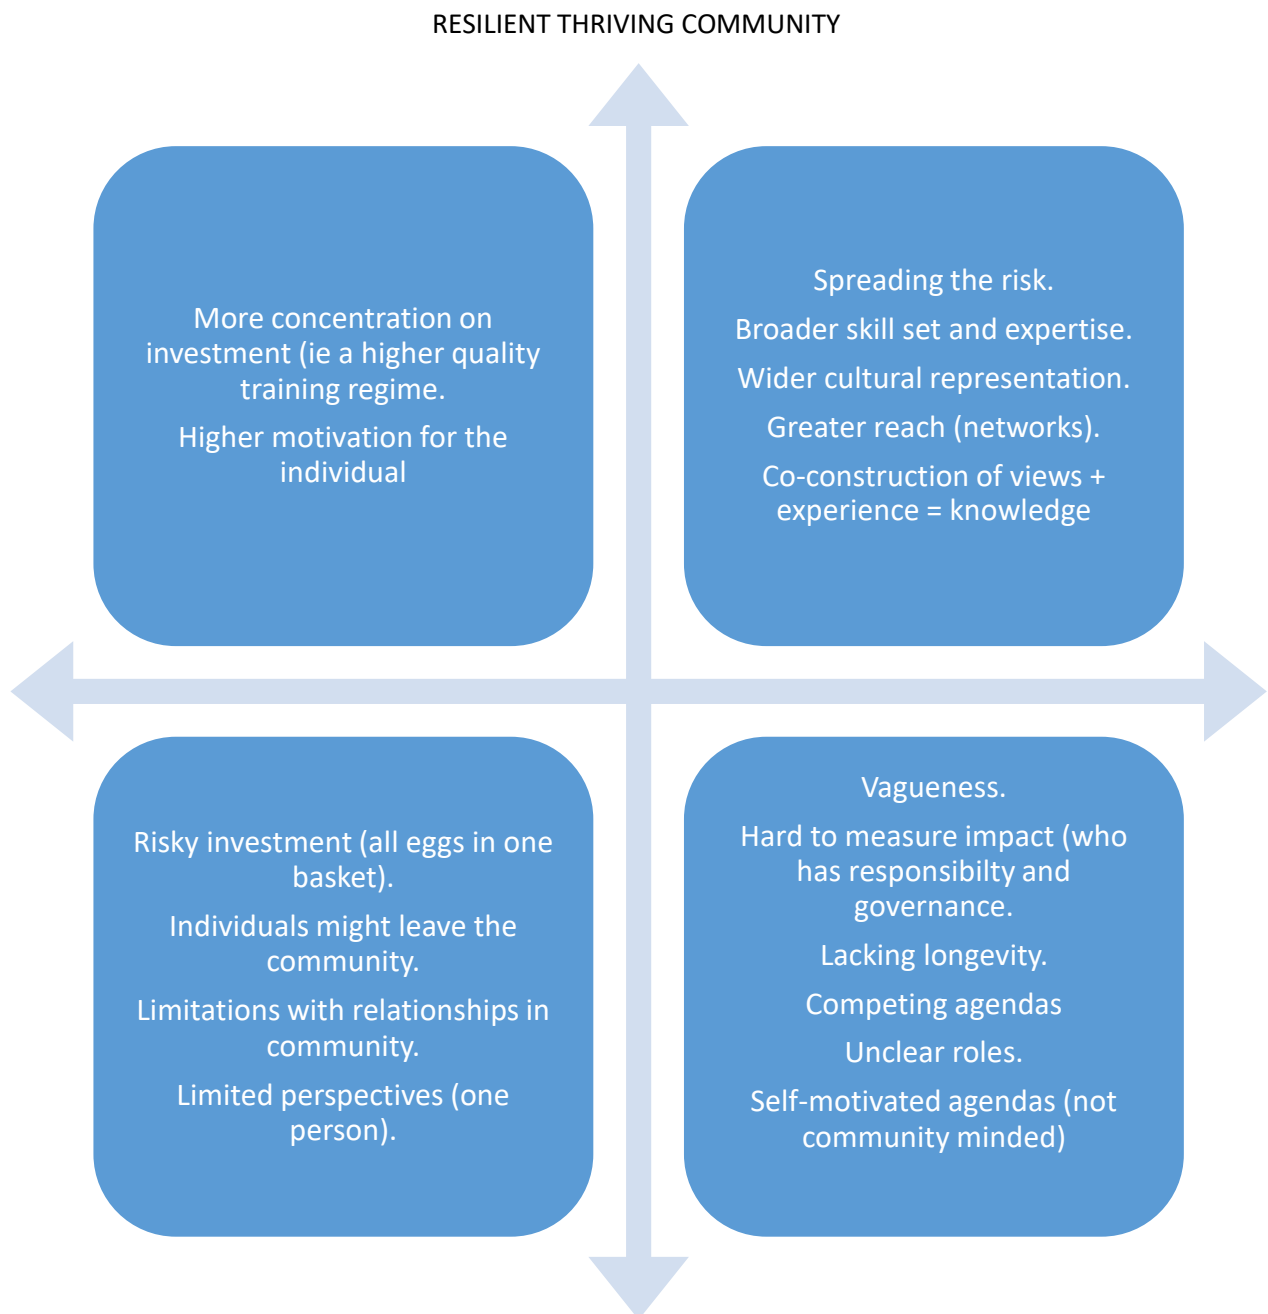 RESILIENT THRIVING COMMUNITY
More concentration on
investment (ie a higher quality
training regime.
Higher motivation for the
individual
Spreading the risk.
Broader skill set and expertise.
Wider cultural representation.
Greater reach (networks).
Co-construction of views +
experience = knowledge
Risky investment (all eggs in one
basket).
Individuals might leave the
community.
Limitations with relationships in
community.
Limited perspectives (one
person).
Vagueness.
Hard to measure impact (who
has responsibilty and
governance.
Lacking longevity.
Competing agendas
Unclear roles.
Self-motivated agendas (not
community minded)